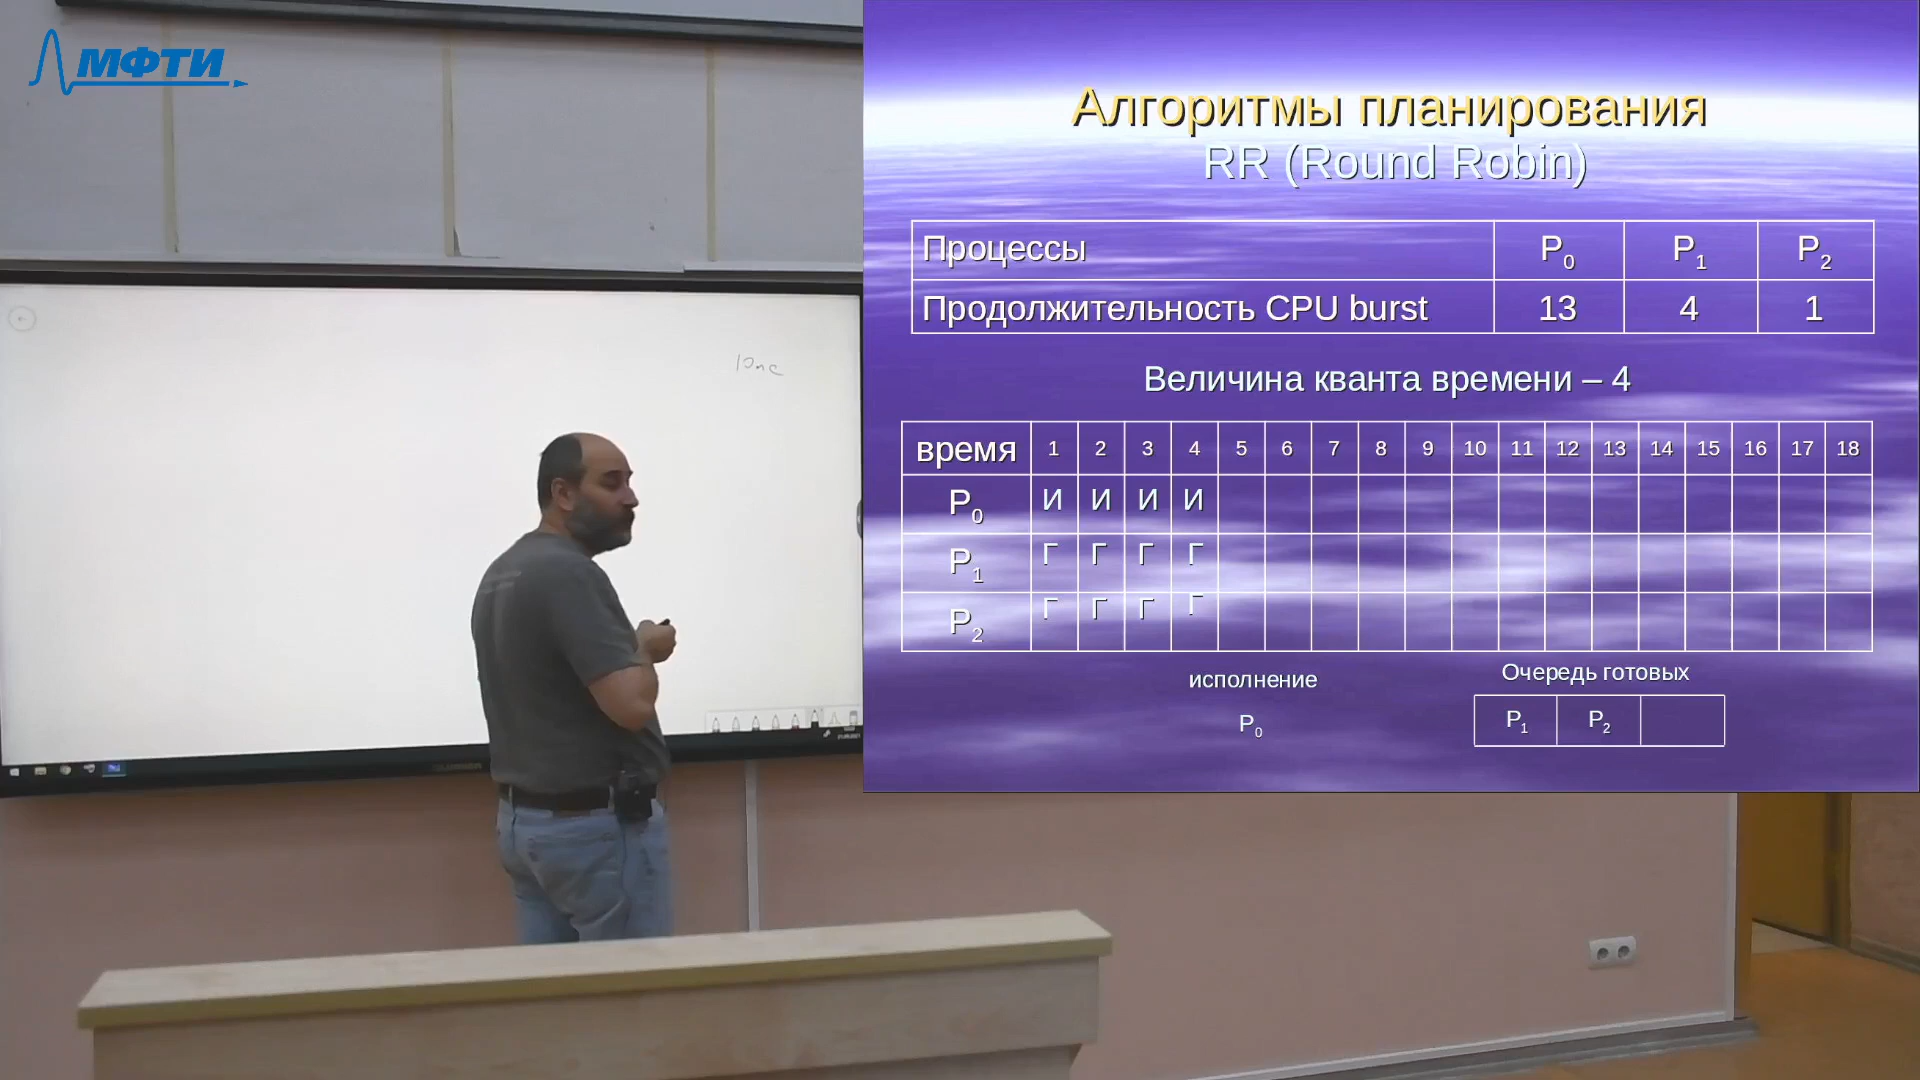 МФТИ
10мс
Алгоритмы планирования
RR (Round Robin)
Процессы P0 P1 P2
Продолжительность CPU burst 13 4 1
Величина кванта времени – 4
время 1 2 3 4 5 6 7 8 9 10 11 12 13 14 15 16 17 18
P0 И И И И
P1 Г Г Г Г
P2 Г Г Г Г
исполнение
Очередь готовых
P0
P1 P2